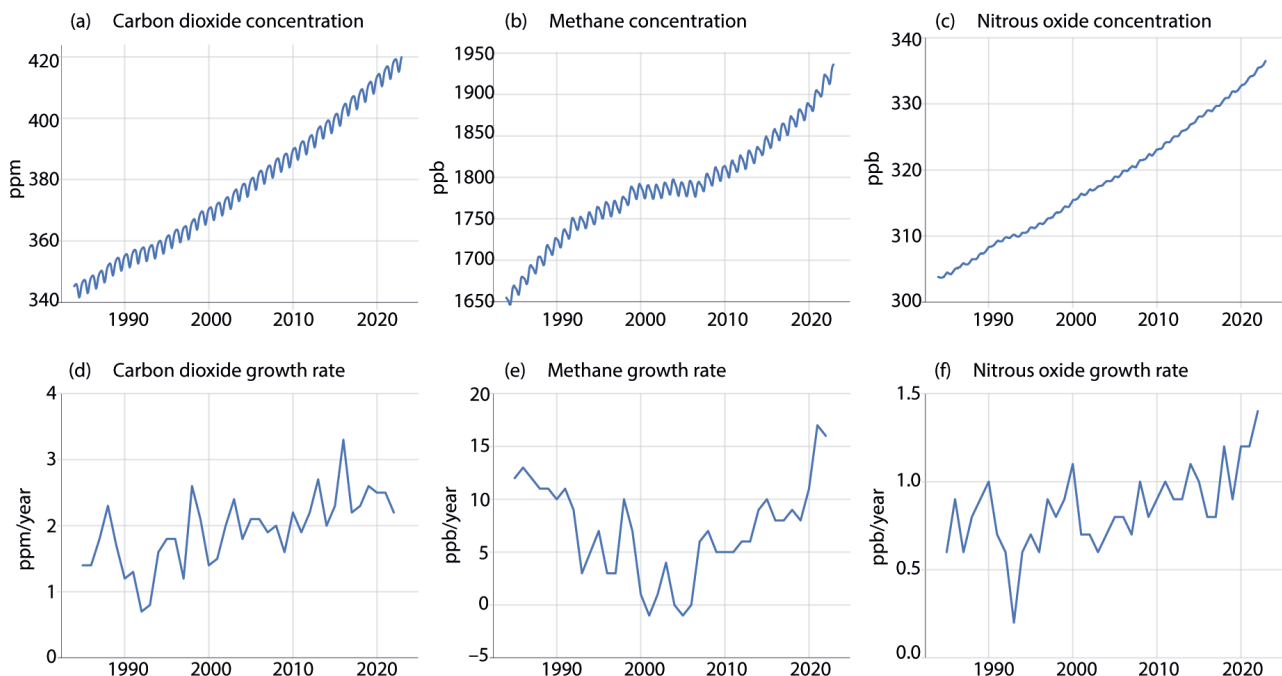 (a) Carbon dioxide concentration
420
400
380
360
340
ppm
1990 2000 2010 2020
(b) Methane concentration
1950
1900
1850
1800
1750
1700
1650
ppb
1990 2000 2010 2020
(c) Nitrous oxide concentration
340
330
320
310
300
ppb
1990 2000 2010 2020
(d) Carbon dioxide growth rate
4
3
2
1
0
ppm/year
1990 2000 2010 2020
(e) Methane growth rate
20
15
10
5
0
−5
ppb/year
1990 2000 2010 2020
(f) Nitrous oxide growth rate
1.5
1.0
0.5
0.0
ppb/year
1990 2000 2010 2020